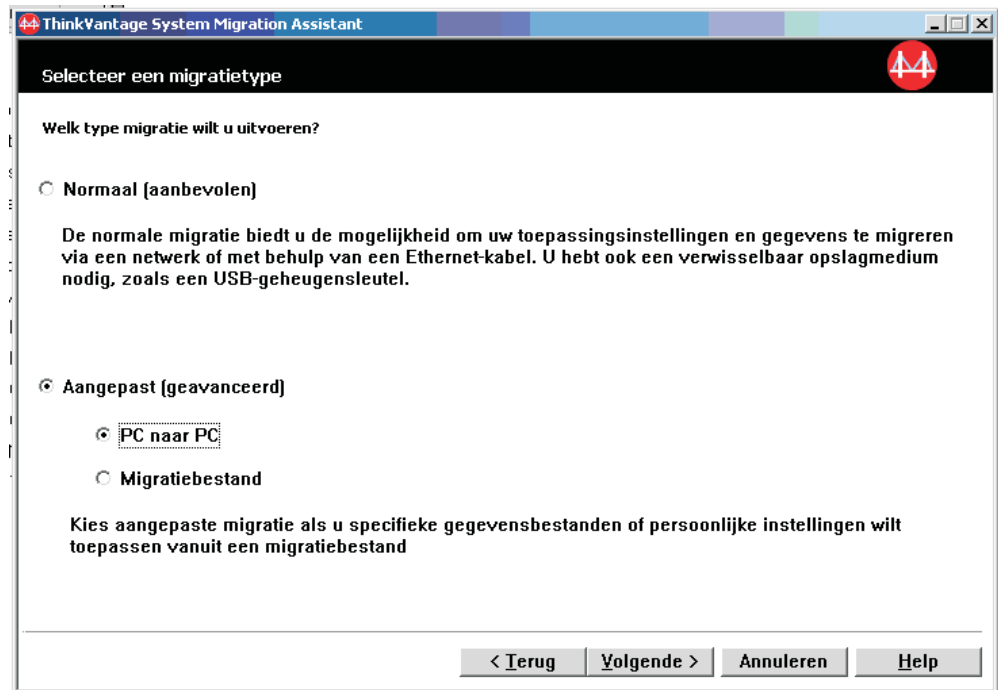 ThinkVantage System Migration Assistant
Selecteer een migratietype
Welk type migratie wilt u uitvoeren?
Normaal (aanbevolen)
De normale migratie biedt u de mogelijkheid om uw toepassingsinstellingen en gegevens te migreren
via een netwerk of met behulp van een Ethernet-kabel. U hebt ook een verwisselbaar opslagmedium
nodig, zoals een USB-geheugensleutel.
Aangepast (geavanceerd)
PC naar PC
Migratiebestand
Kies aangepaste migratie als u specifieke gegevensbestanden of persoonlijke instellingen wilt
toepassen vanuit een migratiebestand
< Terug Volgende > Annuleren Help